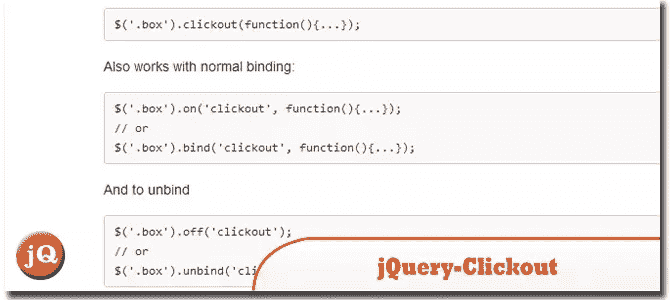 $('.box').clickout(function(){...});
Also works with normal binding:
$('.box').on('clickout', function(){...});
// or
$('.box').bind('clickout', function(){...});
And to unbind
$('.box').off('clickout');
// or
$('.box').unbind('cli
jQ
jQuery-Clickout